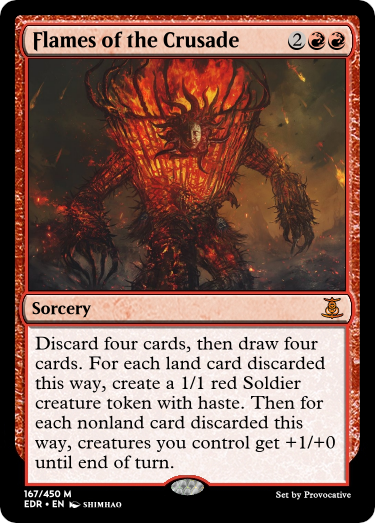 Flames of the Crusade 2
Sorcery
Discard four cards, then draw four
cards. For each land card discarded
this way, create a 1/1 red Soldier
creature token with haste. Then for
each nonland card discarded this
way, creatures you control get +1/+0
until end of turn.
167/450 M
EDR • EN SHIMHAO
Set by Provocative